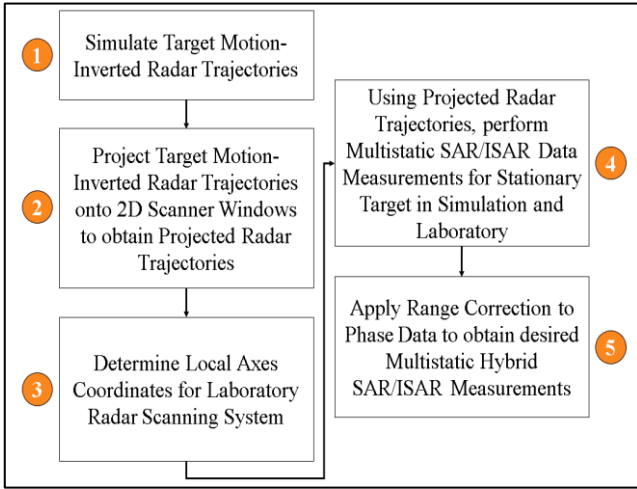 1
Simulate Target Motion-
Inverted Radar Trajectories
2
Project Target Motion-
Inverted Radar Trajectories
onto 2D Scanner Windows
to obtain Projected Radar
Trajectories
3
Determine Local Axes
Coordinates for Laboratory
Radar Scanning System
4
Using Projected Radar
Trajectories, perform
Multistatic SAR/ISAR Data
Measurements for Stationary
Target in Simulation and
Laboratory
5
Apply Range Correction to
Phase Data to obtain desired
Multistatic Hybrid
SAR/ISAR Measurements